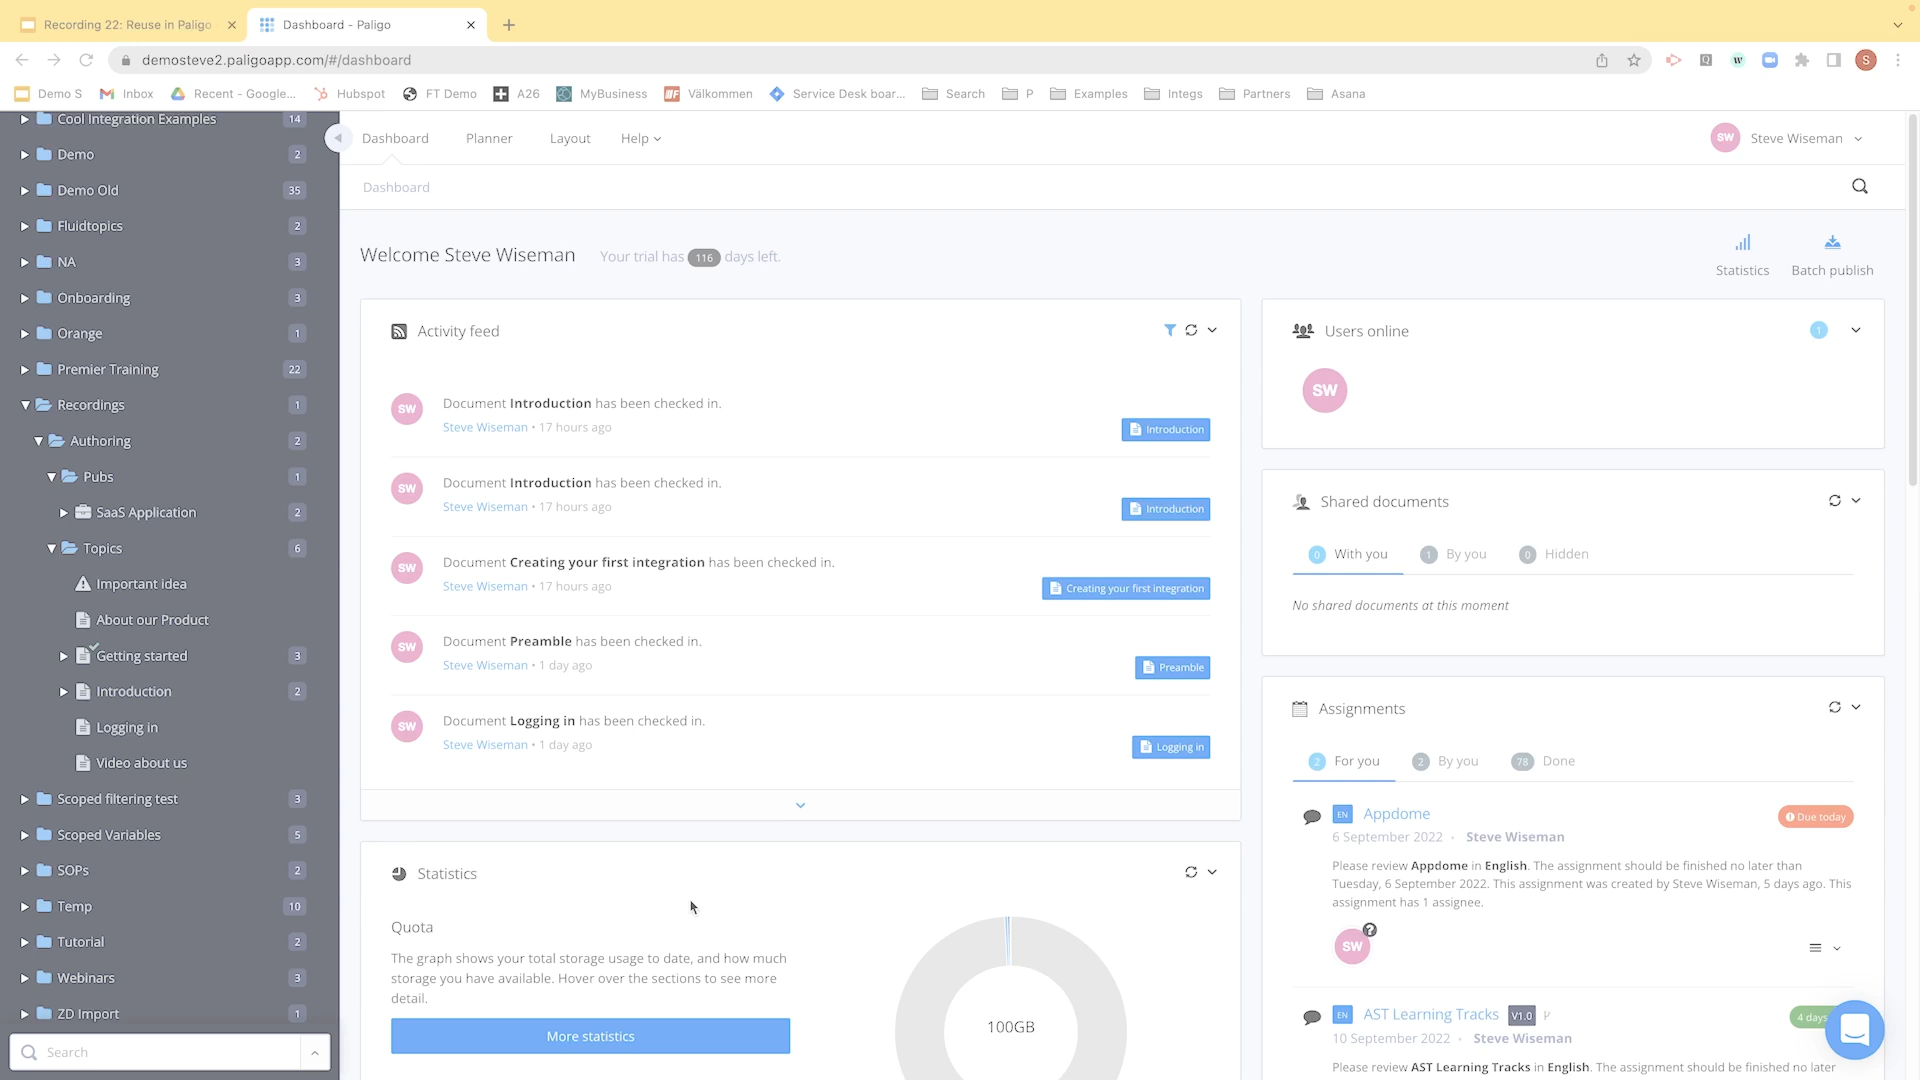 Recording 22: Reuse in Paligo
Dashboard - Paligo
demosteve2.paligoapp.com/#/dashboard
S
Demo S
Inbox
Recent - Google...
Hubspot
FT Demo
A26
MyBusiness
Välkommen
Service Desk boar...
Search
P
Examples
Integs
Partners
Asana
Cool Integration Examples 14
Demo 2
Demo Old 35
Fluidtopics 2
NA 3
Onboarding 3
Orange 1
Premier Training 22
Recordings 1
Authoring 2
Pubs 1
SaaS Application 2
Topics 6
Important idea
About our Product
Getting started 3
Introduction 2
Logging in
Video about us
Scoped filtering test 3
Scoped Variables 5
SOPs 2
Temp 10
Tutorial 2
Webinars 3
ZD Import 1
Search
Dashboard
Planner
Layout
Help
SW Steve Wiseman
Dashboard
Welcome Steve Wiseman
Your trial has 116 days left.
Statistics
Batch publish
Activity feed
SW
Document Introduction has been checked in.
Steve Wiseman • 17 hours ago
Introduction
SW
Document Introduction has been checked in.
Steve Wiseman • 17 hours ago
Introduction
SW
Document Creating your first integration has been checked in.
Steve Wiseman • 17 hours ago
Creating your first integration
SW
Document Preamble has been checked in.
Steve Wiseman • 1 day ago
Preamble
SW
Document Logging in has been checked in.
Steve Wiseman • 1 day ago
Logging in
Statistics
Quota
The graph shows your total storage usage to date, and how much
storage you have available. Hover over the sections to see more
detail.
More statistics
100GB
Users online
1
SW
Shared documents
0 With you
1 By you
0 Hidden
No shared documents at this moment
Assignments
2 For you
2 By you
78 Done
EN Appdome
Due today
6 September 2022 • Steve Wiseman
Please review Appdome in English. The assignment should be finished no later than
Tuesday, 6 September 2022. This assignment was created by Steve Wiseman, 5 days ago. This
assignment has 1 assignee.
SW
?
EN AST Learning Tracks V1.0
4 days
10 September 2022 • Steve Wiseman
Please review AST Learning Tracks in English. The assignment should be finished no later